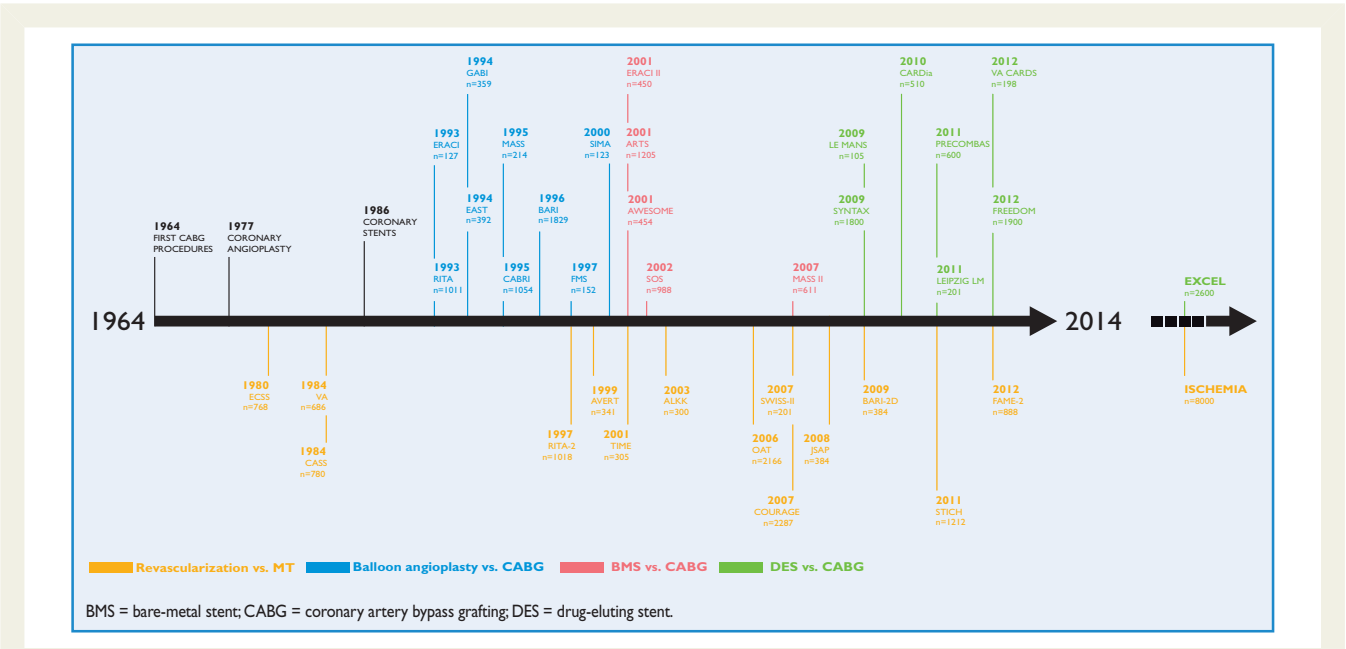 1994
GABI
n=359
2001
ERACI II
n=450
2010
CARDia
n=510
2012
VA CARDS
n=198
1993
ERACI
n=127
1995
MASS
n=214
2000
SIMA
n=123
2001
ARTS
n=1205
2009
LE MANS
n=105
2011
PRECOMBAS
n=600
1964
FIRST CABG
PROCEDURES
1977
CORONARY
ANGIOPLASTY
1986
CORONARY
STENTS
1994
EAST
n=392
1996
BARI
n=1829
2001
AWESOME
n=454
2009
SYNTAX
n=1800
2012
FREEDOM
n=1900
1993
RITA
n=1011
1995
CABRI
n=1054
1997
FMS
n=152
2002
SOS
n=988
2007
MASS II
n=611
2011
LEIPZIG LM
n=201
EXCEL
n=2600
1964
2014
1980
ECSS
n=768
1984
VA
n=686
1999
AVERT
n=341
2003
ALKK
n=300
2007
SWISS-II
n=201
2009
BARI-2D
n=384
2012
FAME-2
n=888
ISCHEMIA
n=8000
1984
CASS
n=780
1997
RITA-2
n=1018
2001
TIME
n=305
2006
OAT
n=2166
2008
JSAP
n=384
2007
COURAGE
n=2287
2011
STICH
n=1212
Revascularization vs. MT
Balloon angioplasty vs. CABG
BMS vs. CABG
DES vs. CABG
BMS = bare-metal stent; CABG = coronary artery bypass grafting; DES = drug-eluting stent.